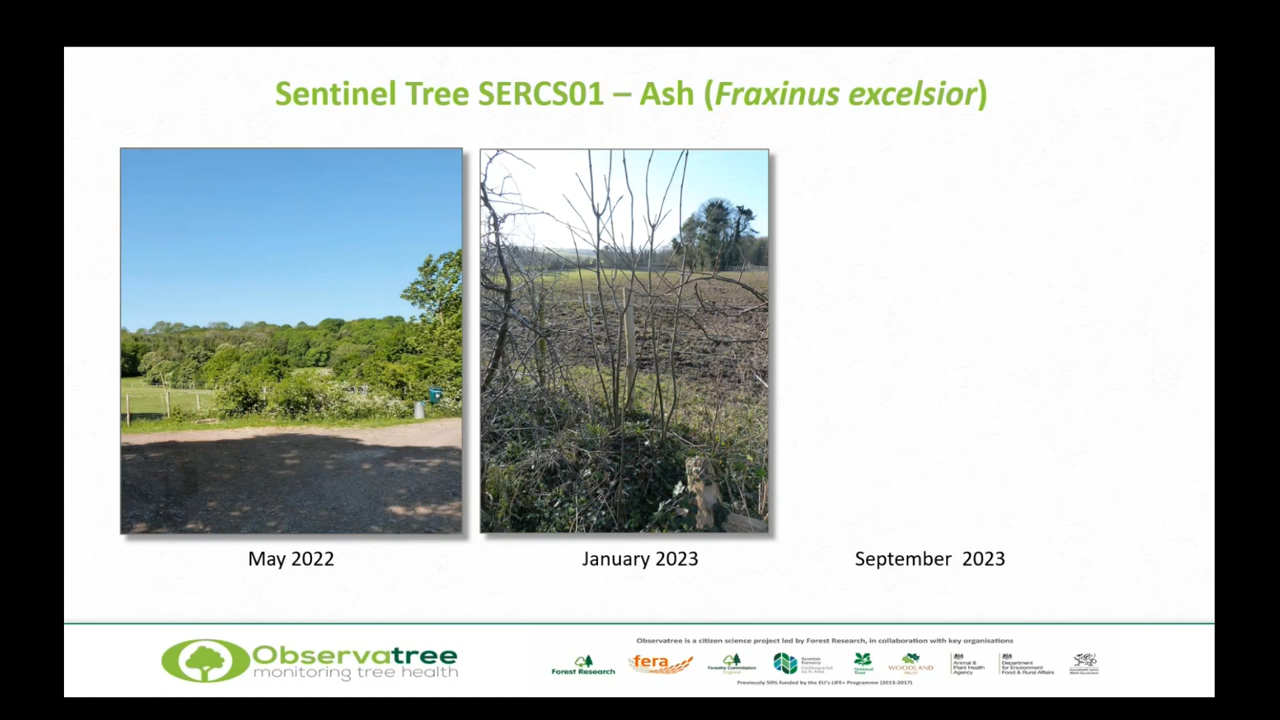 Sentinel Tree SERCS01 – Ash (Fraxinus excelsior)
May 2022
January 2023
September 2023
Observatree
monitoring tree health
Observatree is a citizen science project led by Forest Research, in collaboration with key organisations
Forest Research
fera
Forestry Commission
England
Scottish
Forestry
National
Trust
WOODLAND
TRUST
Animal &
Plant Health
Agency
Department
for Environment
Food & Rural Affairs
Previously 50% funded by the EU's LIFE+ Programme (2013-2017)